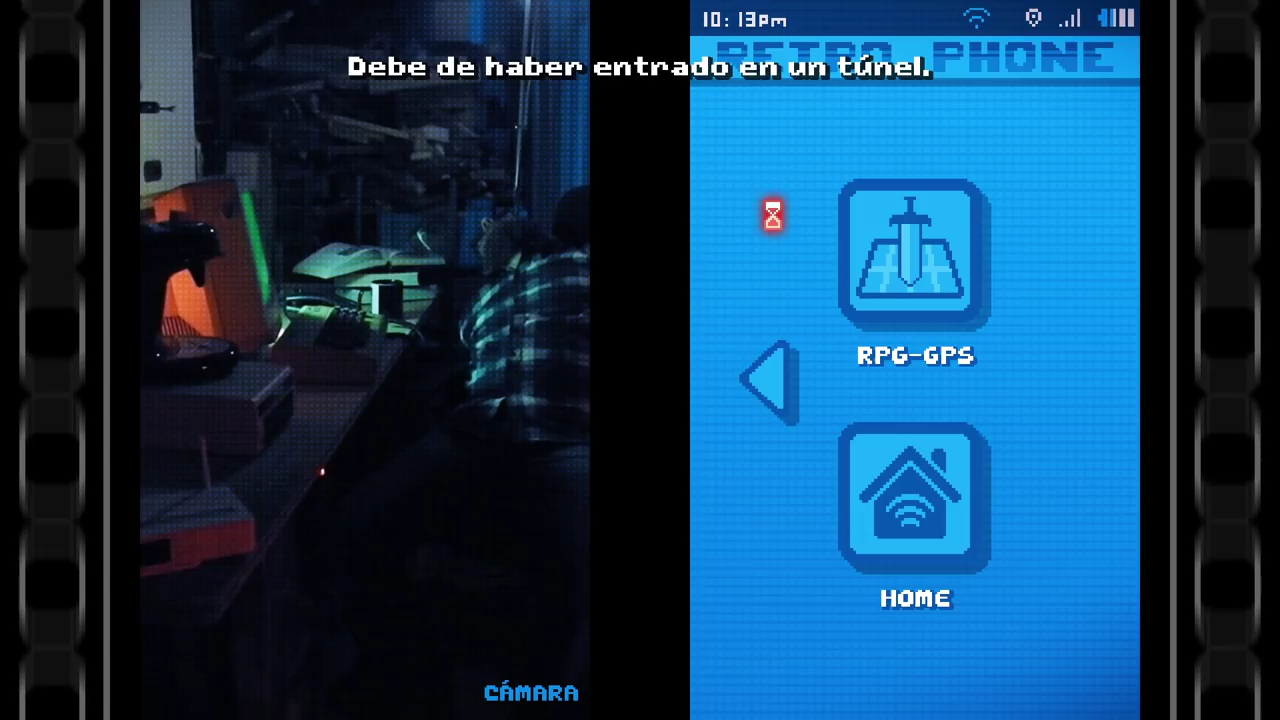 10:13pm
RETRO PHONE
Debe de haber entrado en un túnel.
RPG-GPS
HOME
CÁMARA